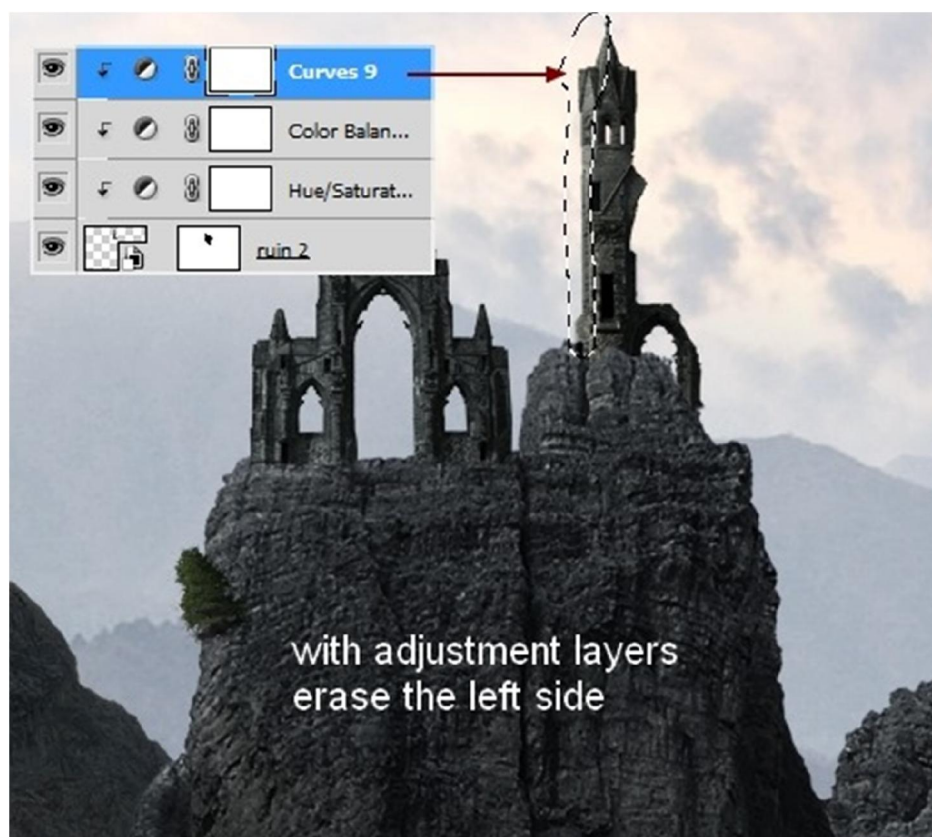 Curves 9
Color Balan...
Hue/Saturat...
ruin 2
with adjustment layers
erase the left side